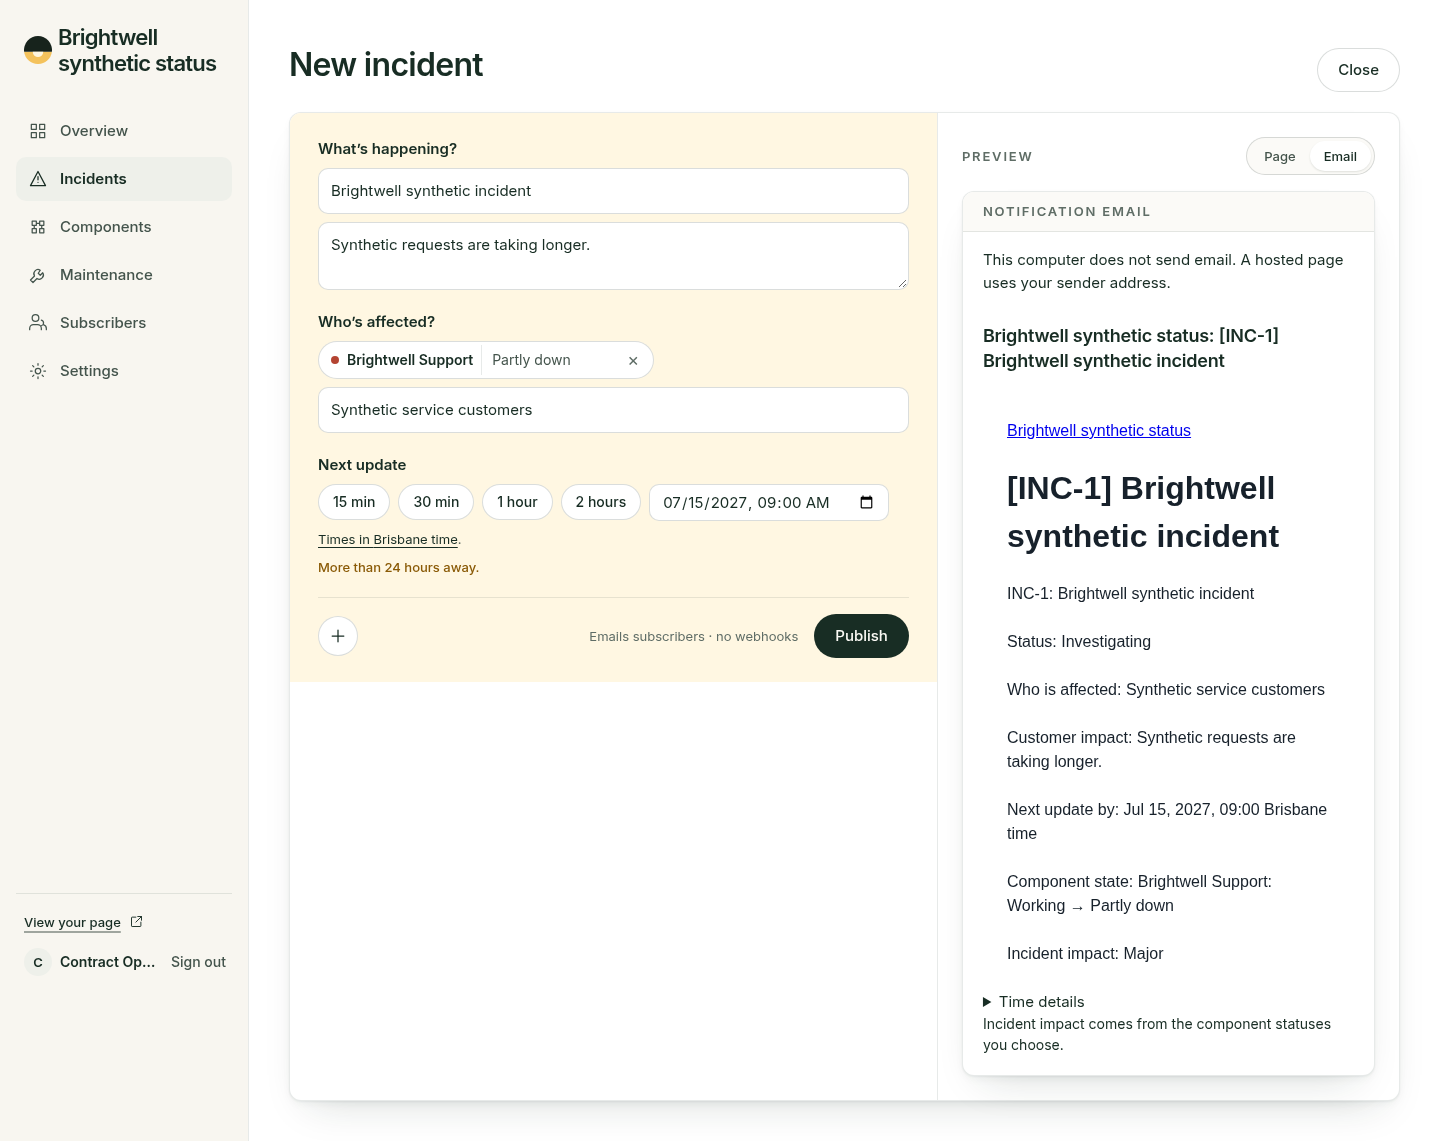 Brightwell
synthetic status
Overview
Incidents
Components
Maintenance
Subscribers
Settings
View your page
C Contract Op... Sign out
New incident
Close
What's happening?
Brightwell synthetic incident
Synthetic requests are taking longer.
Who's affected?
Brightwell Support Partly down ×
Synthetic service customers
Next update
15 min 30 min 1 hour 2 hours 07/15/2027, 09:00 AM
Times in Brisbane time.
More than 24 hours away.
Emails subscribers · no webhooks Publish
PREVIEW Page Email
NOTIFICATION EMAIL
This computer does not send email. A hosted page
uses your sender address.
Brightwell synthetic status: [INC-1]
Brightwell synthetic incident
Brightwell synthetic status
[INC-1] Brightwell
synthetic incident
INC-1: Brightwell synthetic incident
Status: Investigating
Who is affected: Synthetic service customers
Customer impact: Synthetic requests are
taking longer.
Next update by: Jul 15, 2027, 09:00 Brisbane
time
Component state: Brightwell Support:
Working → Partly down
Incident impact: Major
Time details
Incident impact comes from the component statuses
you choose.